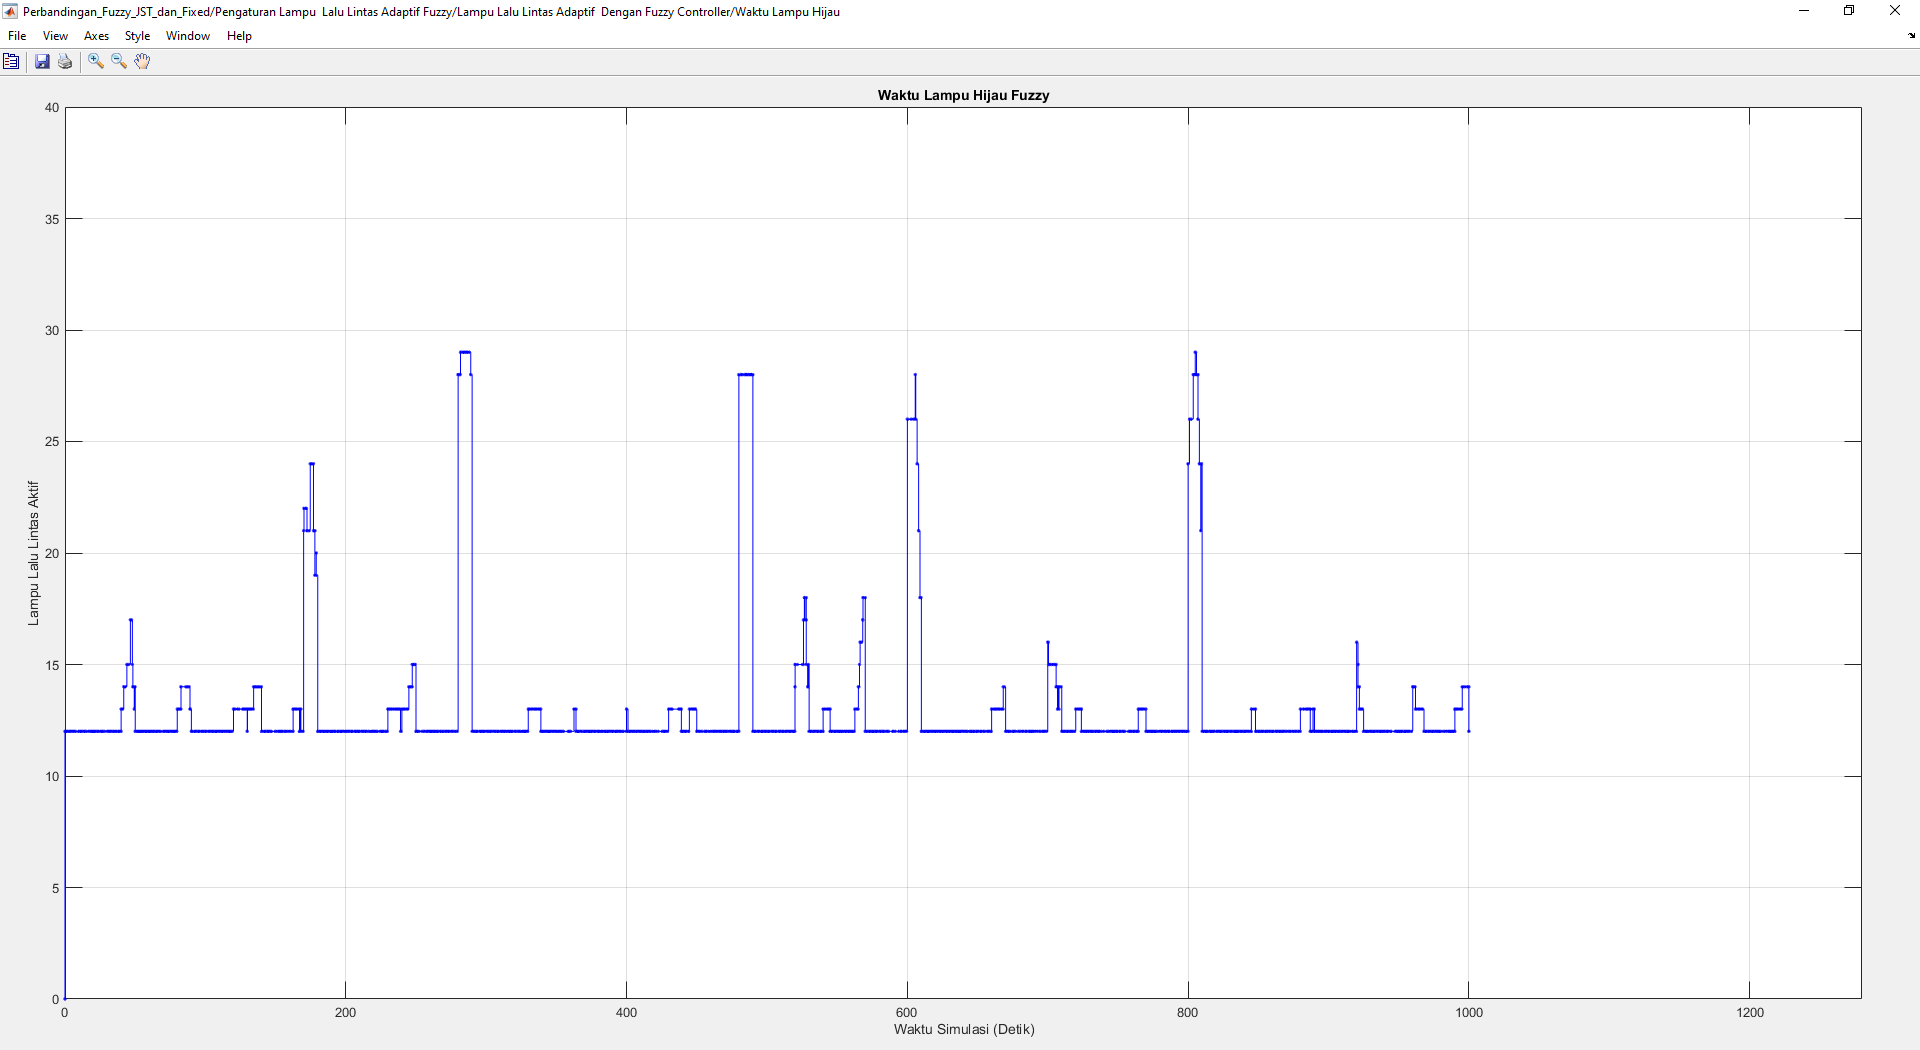 Perbandingan_Fuzzy_JST_dan_Fixed/Pengaturan Lampu  Lalu Lintas Adaptif Fuzzy/Lampu Lalu Lintas Adaptif  Dengan Fuzzy Controller/Waktu Lampu Hijau
File View Axes Style Window Help
Waktu Lampu Hijau Fuzzy
40
35
30
25
20
15
10
5
0
Lampu Lalu Lintas Aktif
0 200 400 600 800 1000 1200
Waktu Simulasi (Detik)